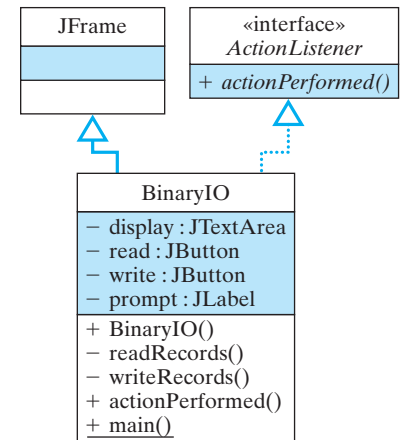 JFrame
«interface»
ActionListener
+ actionPerformed()
BinaryIO
− display : JTextArea
− read : JButton
− write : JButton
− prompt : JLabel
+ BinaryIO()
− readRecords()
− writeRecords()
+ actionPerformed()
+ main()